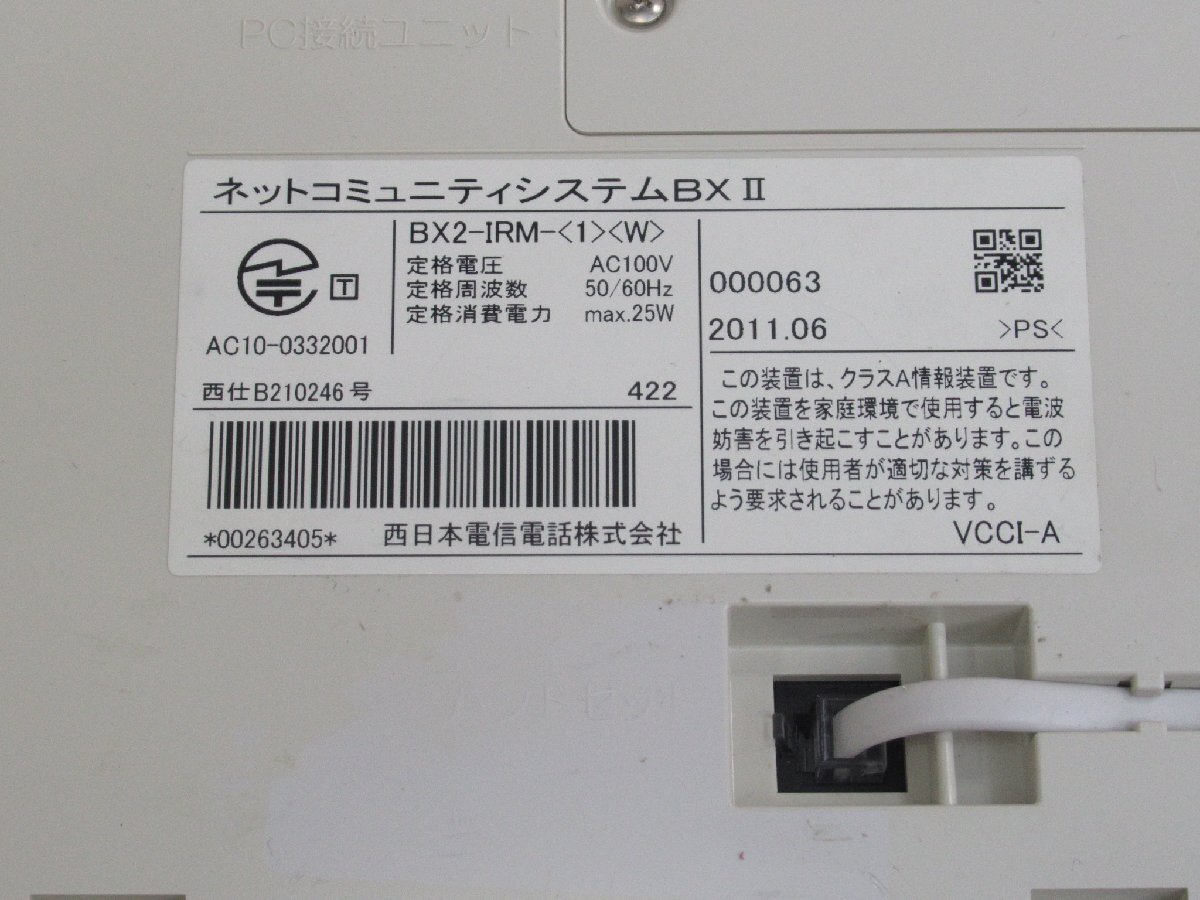 PC接続ユニット
ネットコミュニティシステムBXⅡ
BX2-IRM-<1><W>
定格電圧 AC100V
定格周波数 50/60Hz
定格消費電力 max.25W
T
AC10-0332001
西仕B210246号 422
*00263405* 西日本電信電話株式会社
000063
2011.06 >PS<
この装置は、クラスA情報装置です。
この装置を家庭環境で使用すると電波
妨害を引き起こすことがあります。この
場合には使用者が適切な対策を講ずる
よう要求されることがあります。
VCCI-A